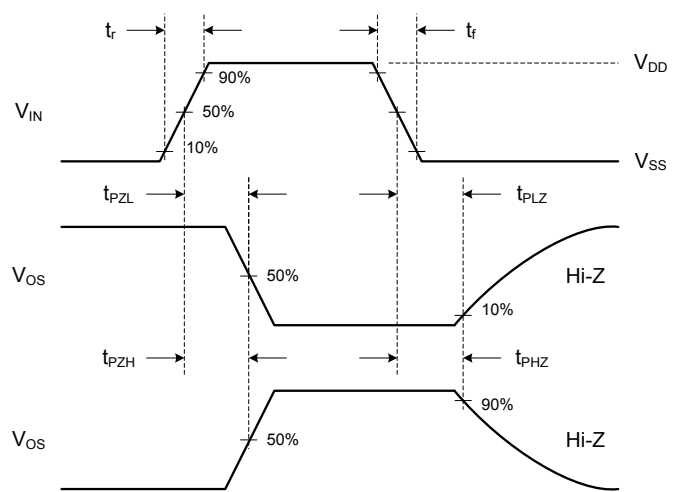 tr
tf
90%
VDD
VIN
50%
10%
VSS
tPZL
tPLZ
VOS
50%
Hi-Z
10%
tPZH
tPHZ
90%
VOS
50%
Hi-Z